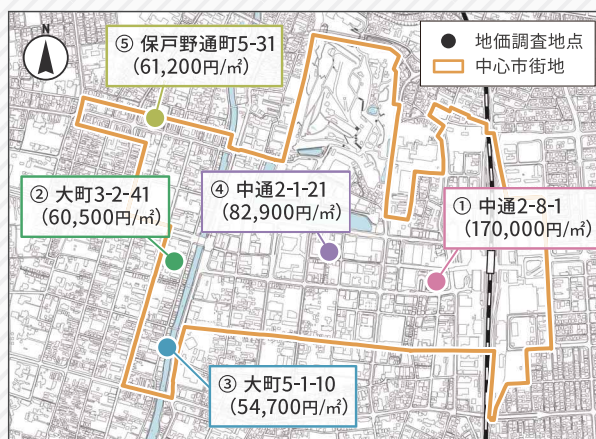 N
⑤ 保戸野通町5-31
(61,200円/㎡)
地価調査地点
中心市街地
② 大町3-2-41
(60,500円/㎡)
④ 中通2-1-21
(82,900円/㎡)
① 中通2-8-1
(170,000円/㎡)
③ 大町5-1-10
(54,700円/㎡)